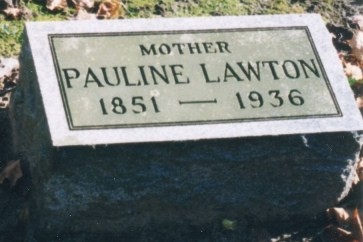 MOTHER
PAULINE LAWTON
1851 — 1936